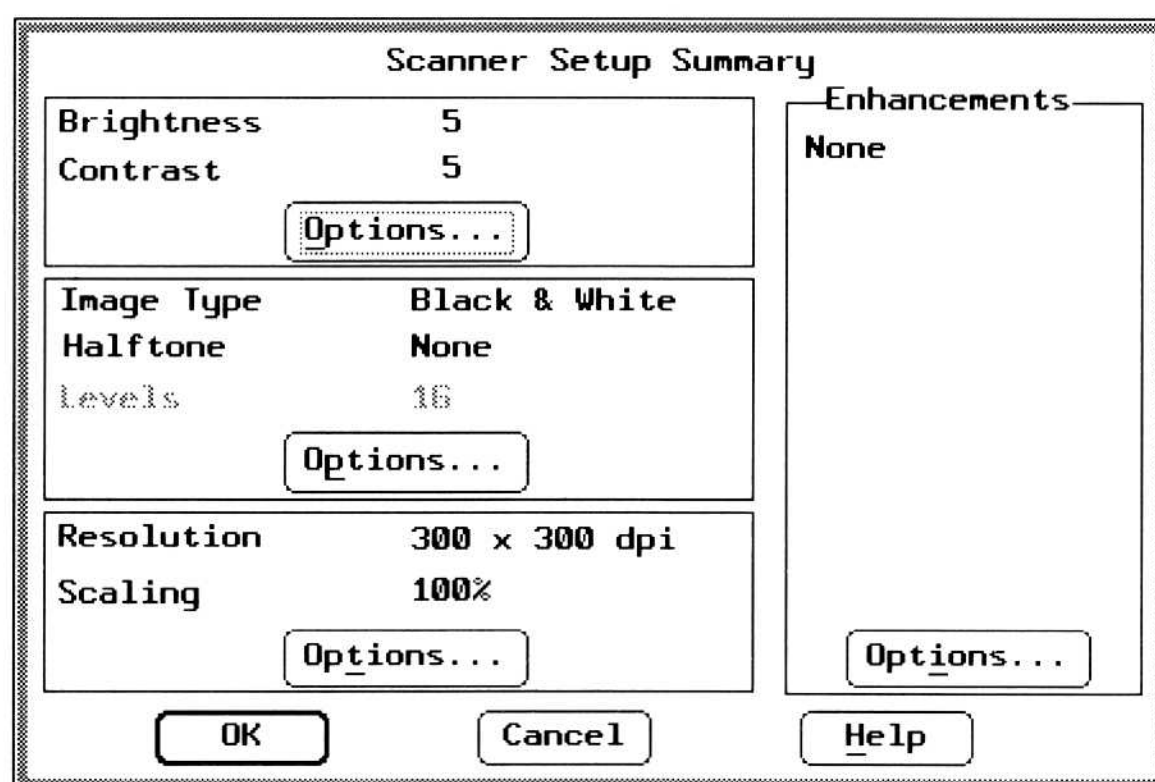 Scanner Setup Summary
Brightness 5
Contrast 5
Options...
Image Type Black & White
Halftone None
Levels 16
Options...
Resolution 300 x 300 dpi
Scaling 100%
Options...
Enhancements
None
Options...
OK Cancel Help